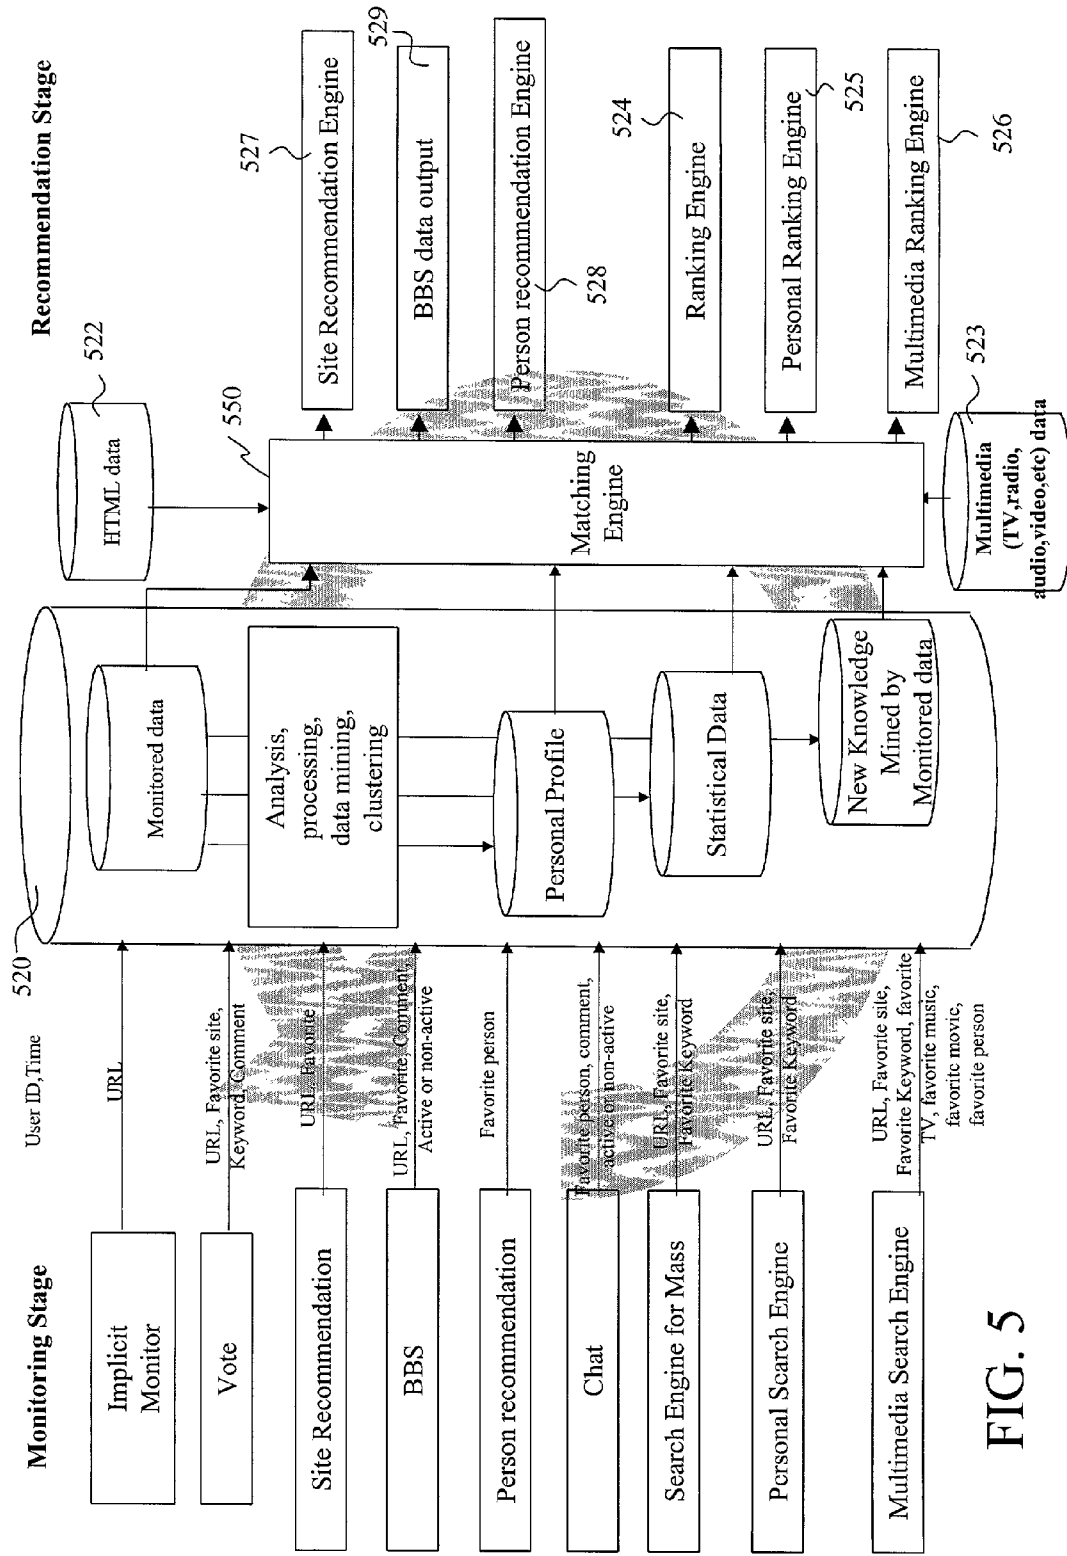 Monitoring Stage
User ID,Time
Recommendation Stage
520
Implicit
Monitor
URL
Vote
URL, Favorite site,
Keyword, Comment
Site Recommendation
URL, Favorite
BBS
URL, Favorite, Comment,
Active or non-active
Person recommendation
Favorite person
Chat
Favorite person, comment,
active or non-active
Search Engine for Mass
URL, Favorite site,
Favorite Keyword
Personal Search Engine
URL, Favorite site,
Favorite Keyword
Multimedia Search Engine
URL, Favorite site,
Favorite Keyword, favorite
TV, favorite music,
favorite movic,
favorite person
Monitored data
Analysis,
processing,
data mining,
clustering
Personal Profile
Statistical Data
New Knowledge
Mined by
Monitored data
HTML data
522
550
Matching
Engine
Multimedia
(TV,radio,
audio,video,etc) data
523
Site Recommendation Engine
527
BBS data output
529
Person recommendation Engine
528
Ranking Engine
524
Personal Ranking Engine
525
Multimedia Ranking Engine
526
FIG. 5